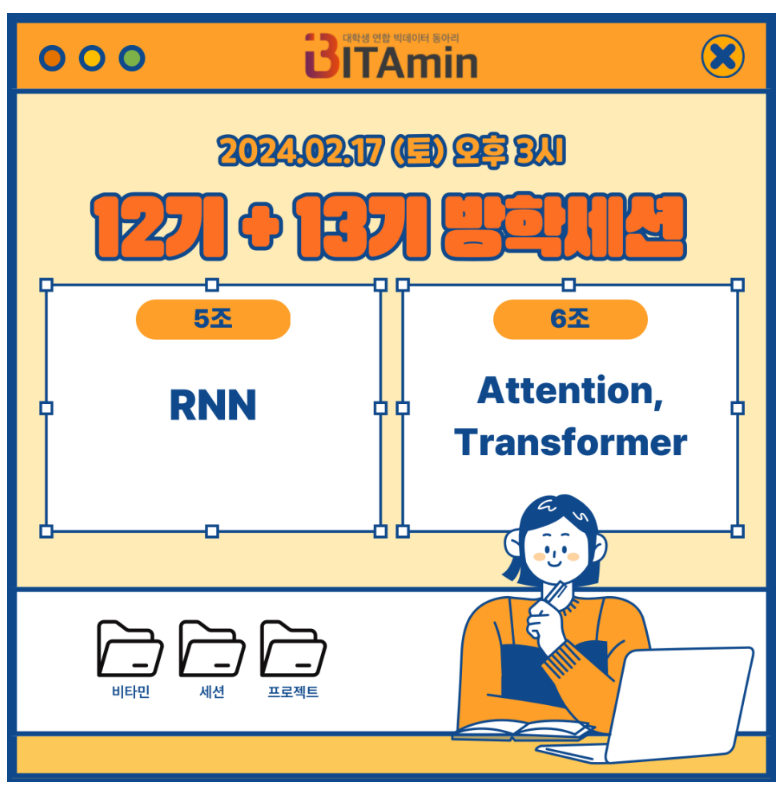 대학생 연합 빅데이터 동아리
BITAmin
2024.02.17 (토) 오후 3시
12기 + 13기 방학세션
5조
RNN
6조
Attention,
Transformer
비타민
세션
프로젝트